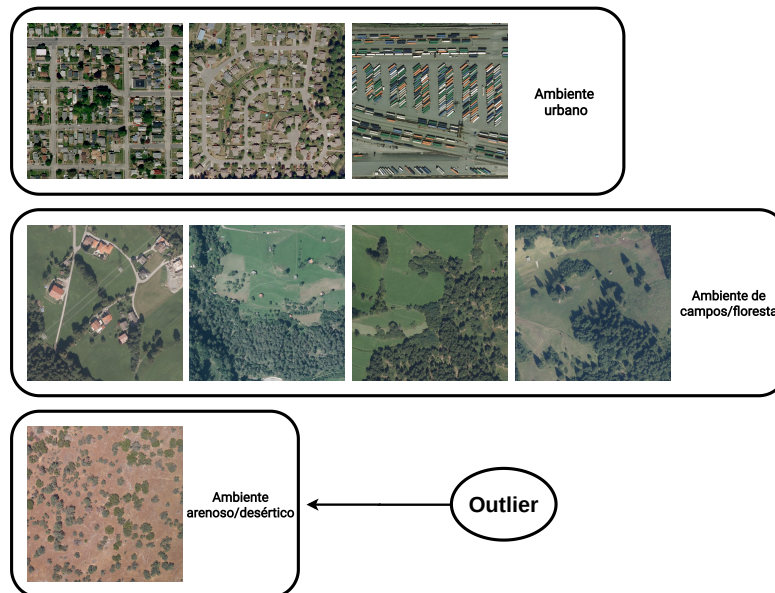 Ambiente
urbano
Ambiente de
campos/floresta
Ambiente
arenoso/desértico
Outlier